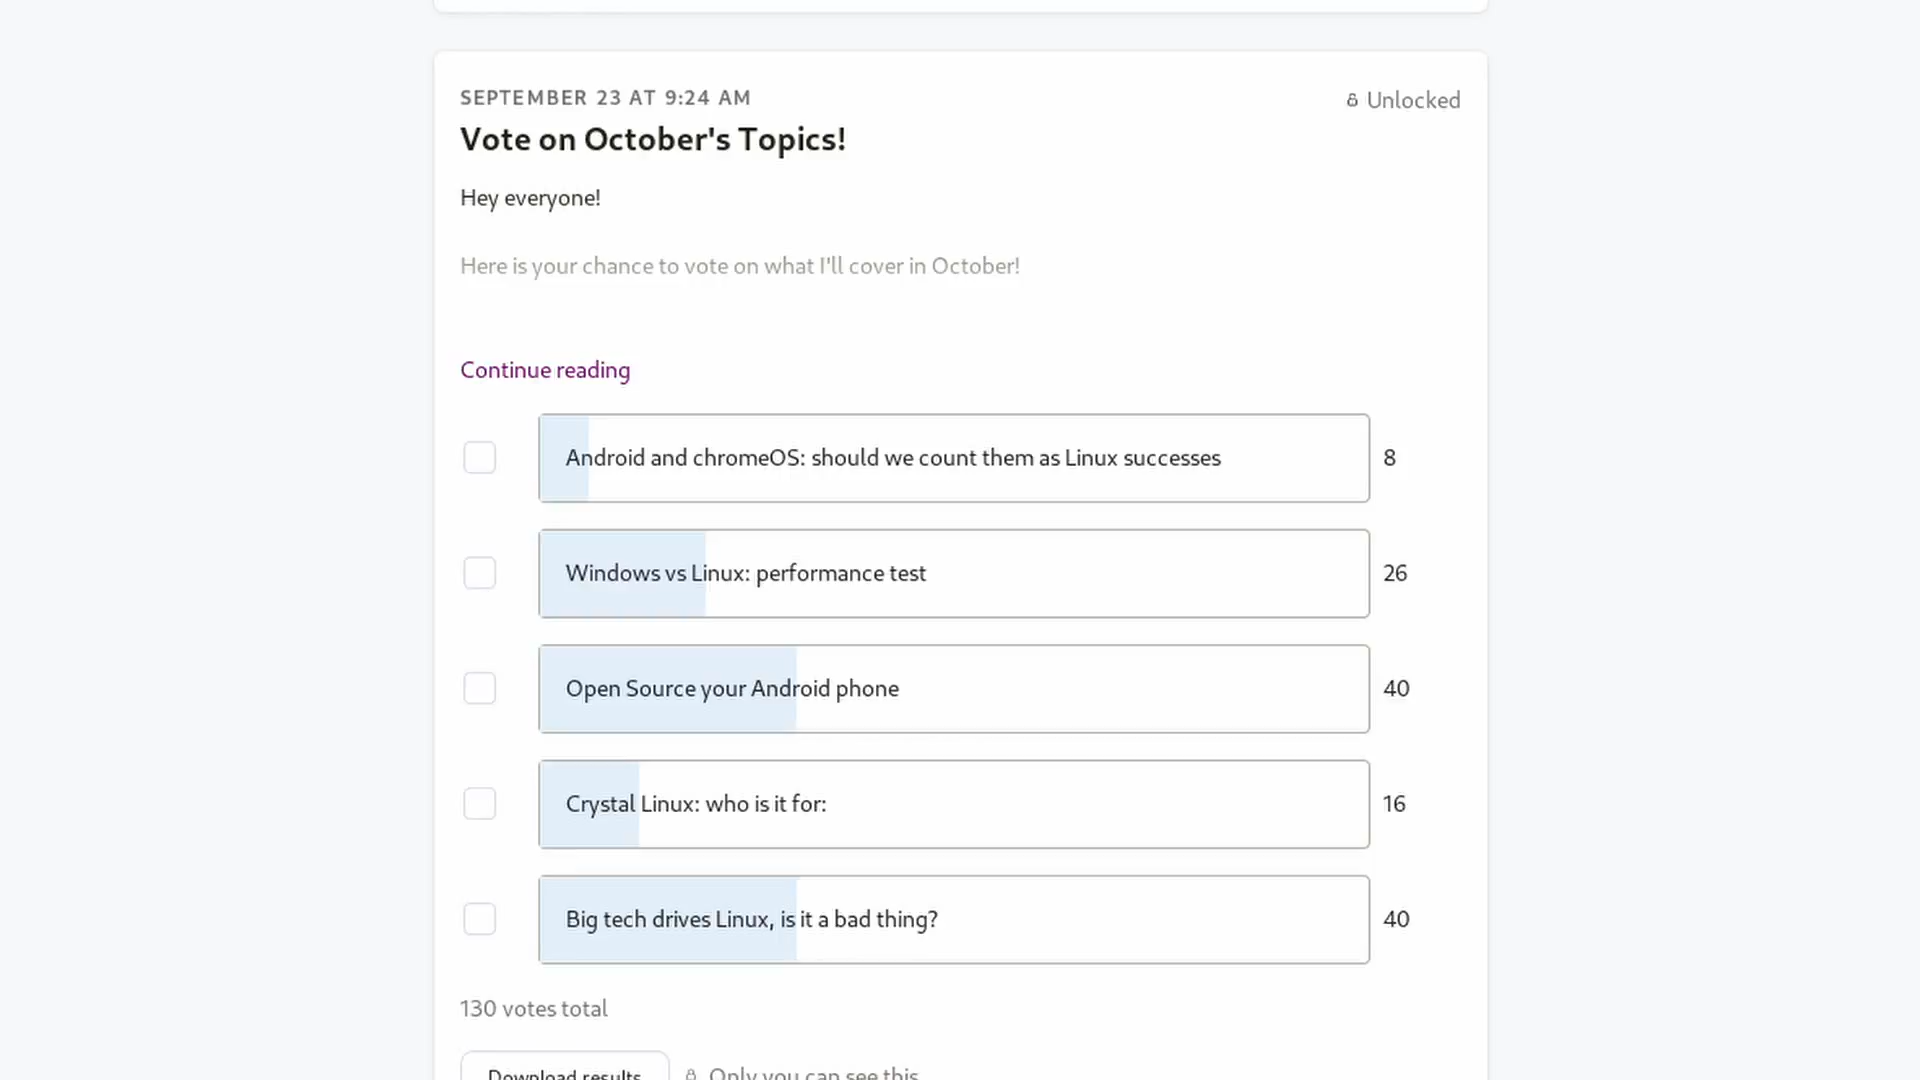 SEPTEMBER 23 AT 9:24 AM
Unlocked
Vote on October's Topics!
Hey everyone!
Here is your chance to vote on what I'll cover in October!
Continue reading
Android and chromeOS: should we count them as Linux successes
8
Windows vs Linux: performance test
26
Open Source your Android phone
40
Crystal Linux: who is it for:
16
Big tech drives Linux, is it a bad thing?
40
130 votes total
Download results
Only you can see this